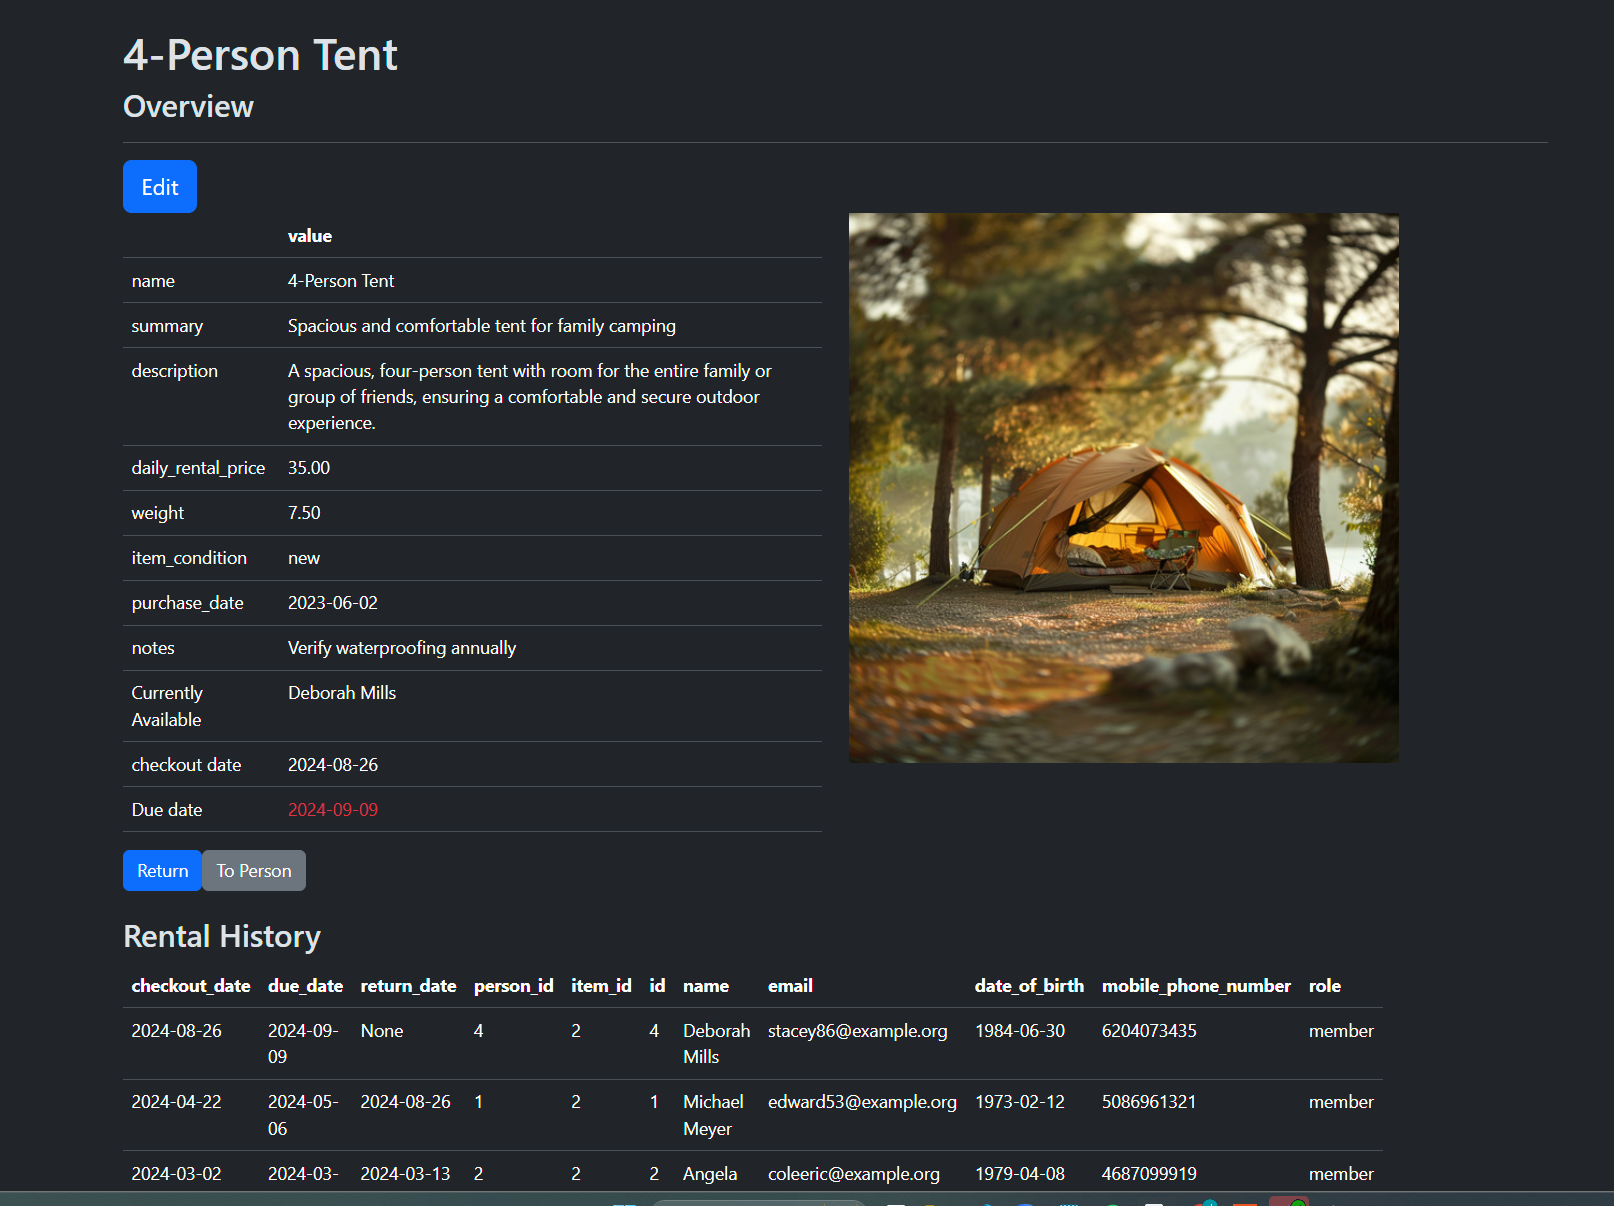 4-Person Tent
Overview
Edit
value
name 4-Person Tent
summary Spacious and comfortable tent for family camping
description A spacious, four-person tent with room for the entire family or
group of friends, ensuring a comfortable and secure outdoor
experience.
daily_rental_price 35.00
weight 7.50
item_condition new
purchase_date 2023-06-02
notes Verify waterproofing annually
Currently Deborah Mills
Available
checkout date 2024-08-26
Due date 2024-09-09
Return To Person
Rental History
checkout_date due_date return_date person_id item_id id name email date_of_birth mobile_phone_number role
2024-08-26 2024-09- None 4 2 4 Deborah stacey86@example.org 1984-06-30 6204073435 member
09 Mills
2024-04-22 2024-05- 2024-08-26 1 2 1 Michael edward53@example.org 1973-02-12 5086961321 member
06 Meyer
2024-03-02 2024-03- 2024-03-13 2 2 2 Angela coleeric@example.org 1979-04-08 4687099919 member